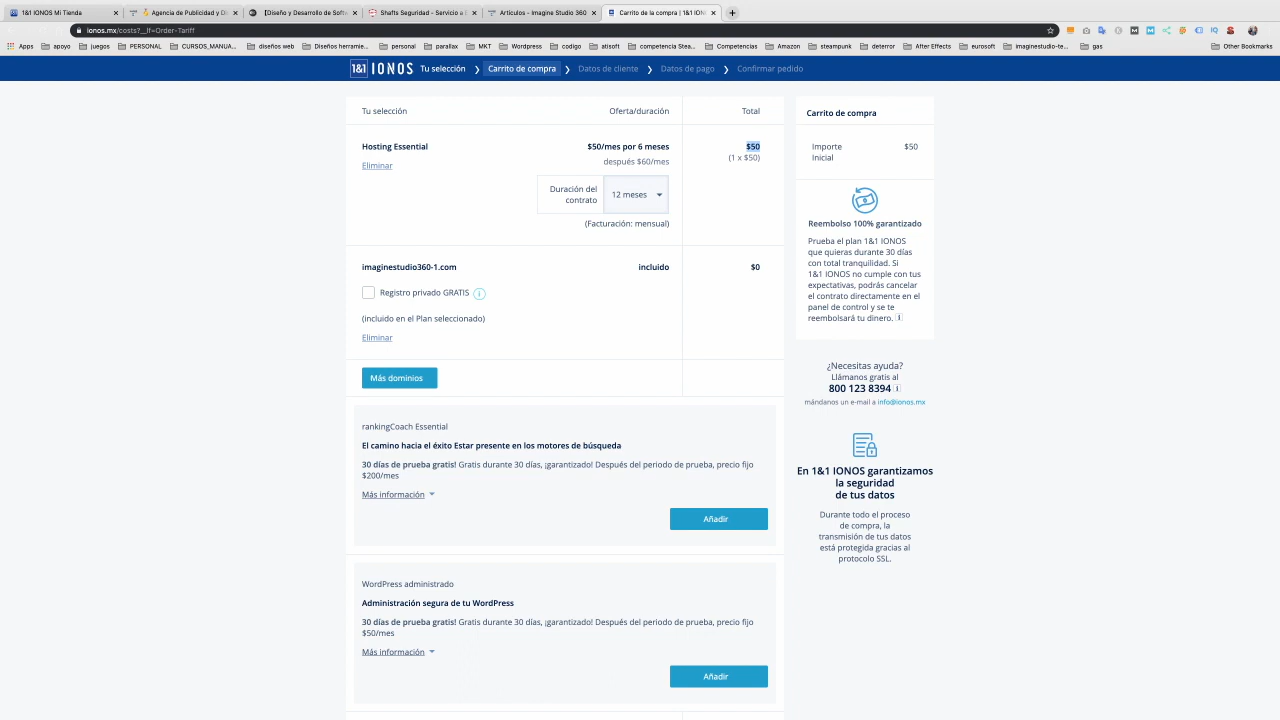 1&1 IONOS Mi Tienda
Agencia de Publicidad y Di
[Diseño y Desarrollo de Softw
Shafts Seguridad - Servicio a
Artículos - Imagine Studio 360
Carrito de la compra | 1&1 ION
ionos.mx/costs?__lf=Order-Tariff
Apps
apoyo
juegos
PERSONAL
CURSOS_MANUA...
diseños web
Diseños herramie...
personal
parallax
MKT
Wordpress
codigo
atisoft
competencia Stea...
Competencias
Amazon
steampunk
deterror
After Effects
eurosoft
imaginestudio-te...
gas
Other Bookmarks
1&1 IONOS
Tu selección
Carrito de compra
Datos de cliente
Datos de pago
Confirmar pedido
Tu selección
Oferta/duración
Total
Hosting Essential
$50/mes por 6 meses
$50
Eliminar
después $60/mes
(1 x $50)
Duración del
contrato
12 meses
(Facturación: mensual)
imaginestudio360-1.com
incluido
$0
Registro privado GRATIS
(incluido en el Plan seleccionado)
Eliminar
Más dominios
rankingCoach Essential
El camino hacia el éxito Estar presente en los motores de búsqueda
30 días de prueba gratis! Gratis durante 30 días, ¡garantizado! Después del periodo de prueba, precio fijo
$200/mes
Más información
Añadir
WordPress administrado
Administración segura de tu WordPress
30 días de prueba gratis! Gratis durante 30 días, ¡garantizado! Después del periodo de prueba, precio fijo
$50/mes
Más información
Añadir
Carrito de compra
Importe
Inicial
$50
Reembolso 100% garantizado
Prueba el plan 1&1 IONOS
que quieras durante 30 días
con total tranquilidad. Si
1&1 IONOS no cumple con tus
expectativas, podrás cancelar
el contrato directamente en el
panel de control y se te
reembolsará tu dinero.
¿Necesitas ayuda?
Llámanos gratis al
800 123 8394
mándanos un e-mail a info@ionos.mx
En 1&1 IONOS garantizamos
la seguridad
de tus datos
Durante todo el proceso
de compra, la
transmisión de tus datos
está protegida gracias al
protocolo SSL.